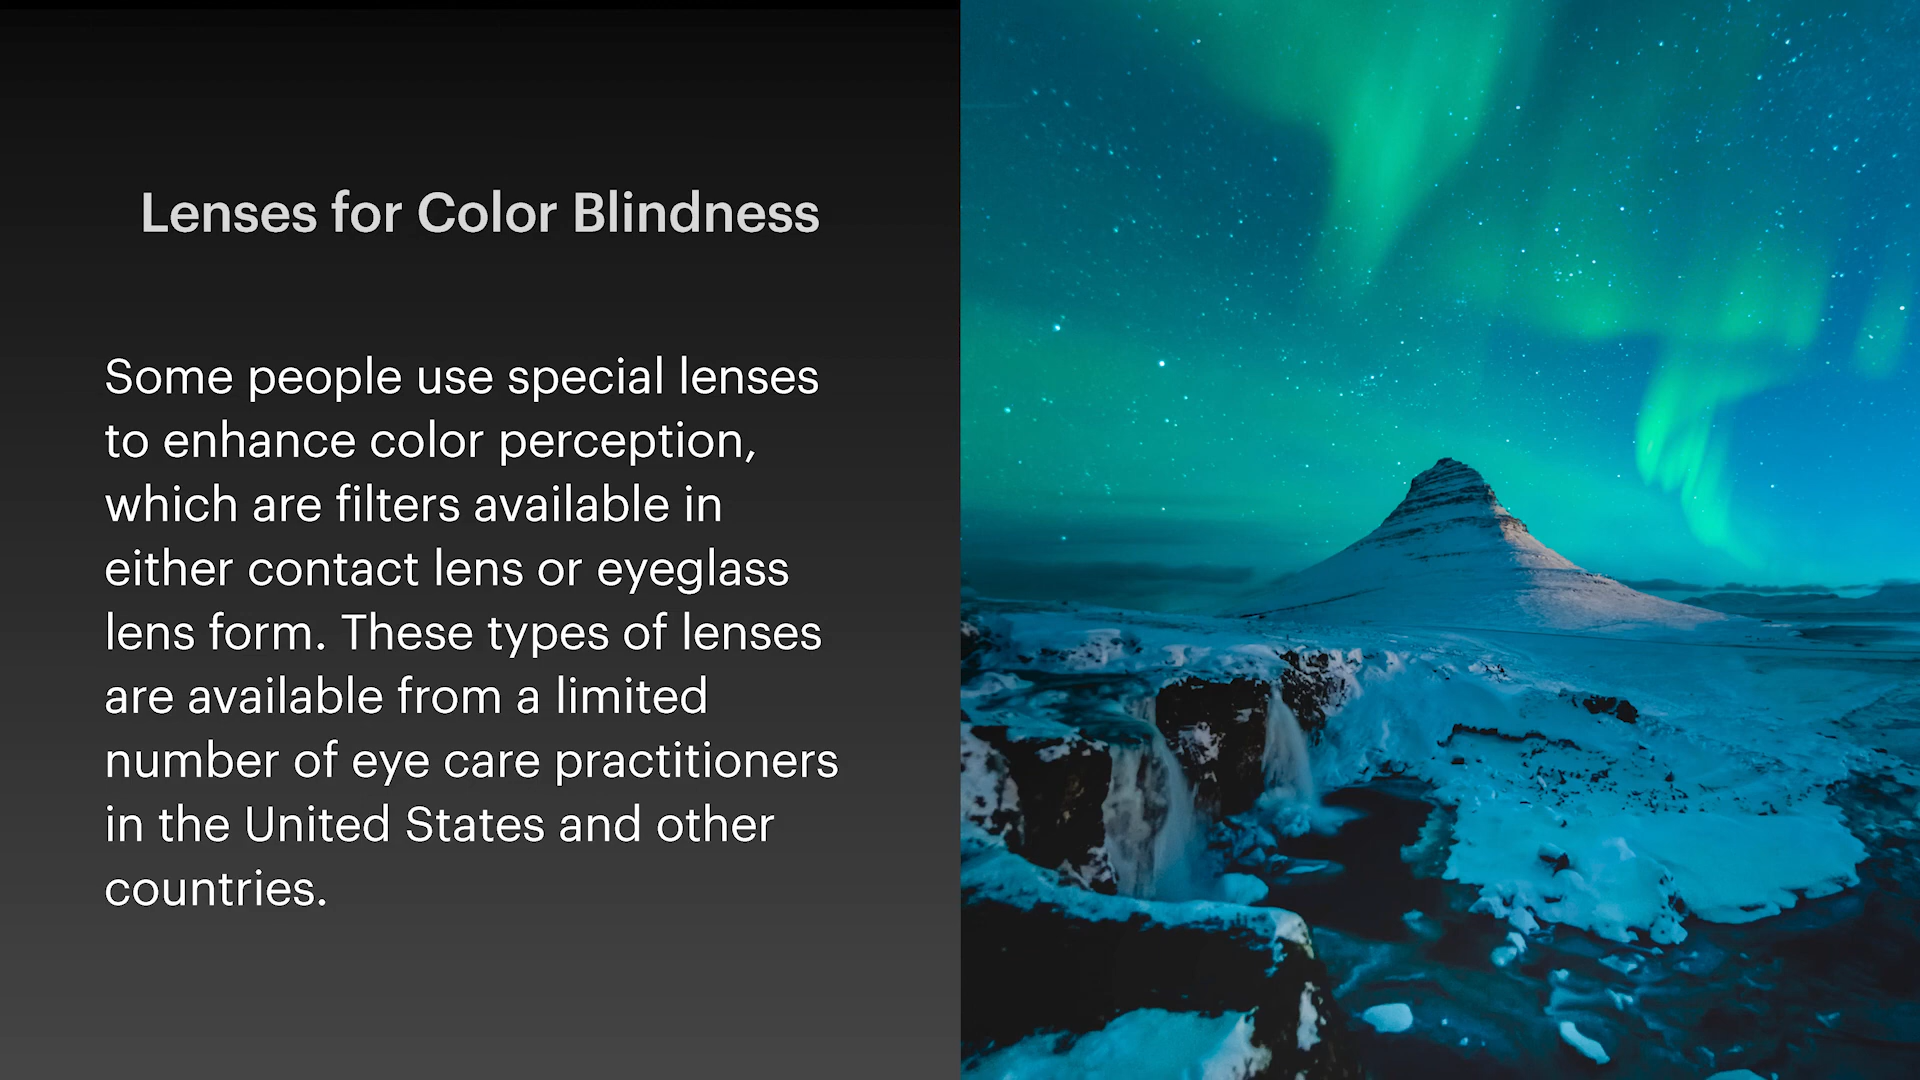 Lenses for Color Blindness
Some people use special lenses
to enhance color perception,
which are filters available in
either contact lens or eyeglass
lens form. These types of lenses
are available from a limited
number of eye care practitioners
in the United States and other
countries.